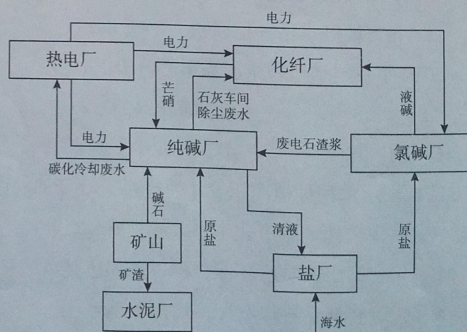 电力
热电厂
电力
化纤厂
芒硝
石灰车间
除尘废水
液碱
电力
纯碱厂
废电石渣浆
氯碱厂
碳化冷却废水
碱石
原盐
清液
原盐
矿山
盐厂
矿渣
水泥厂
海水